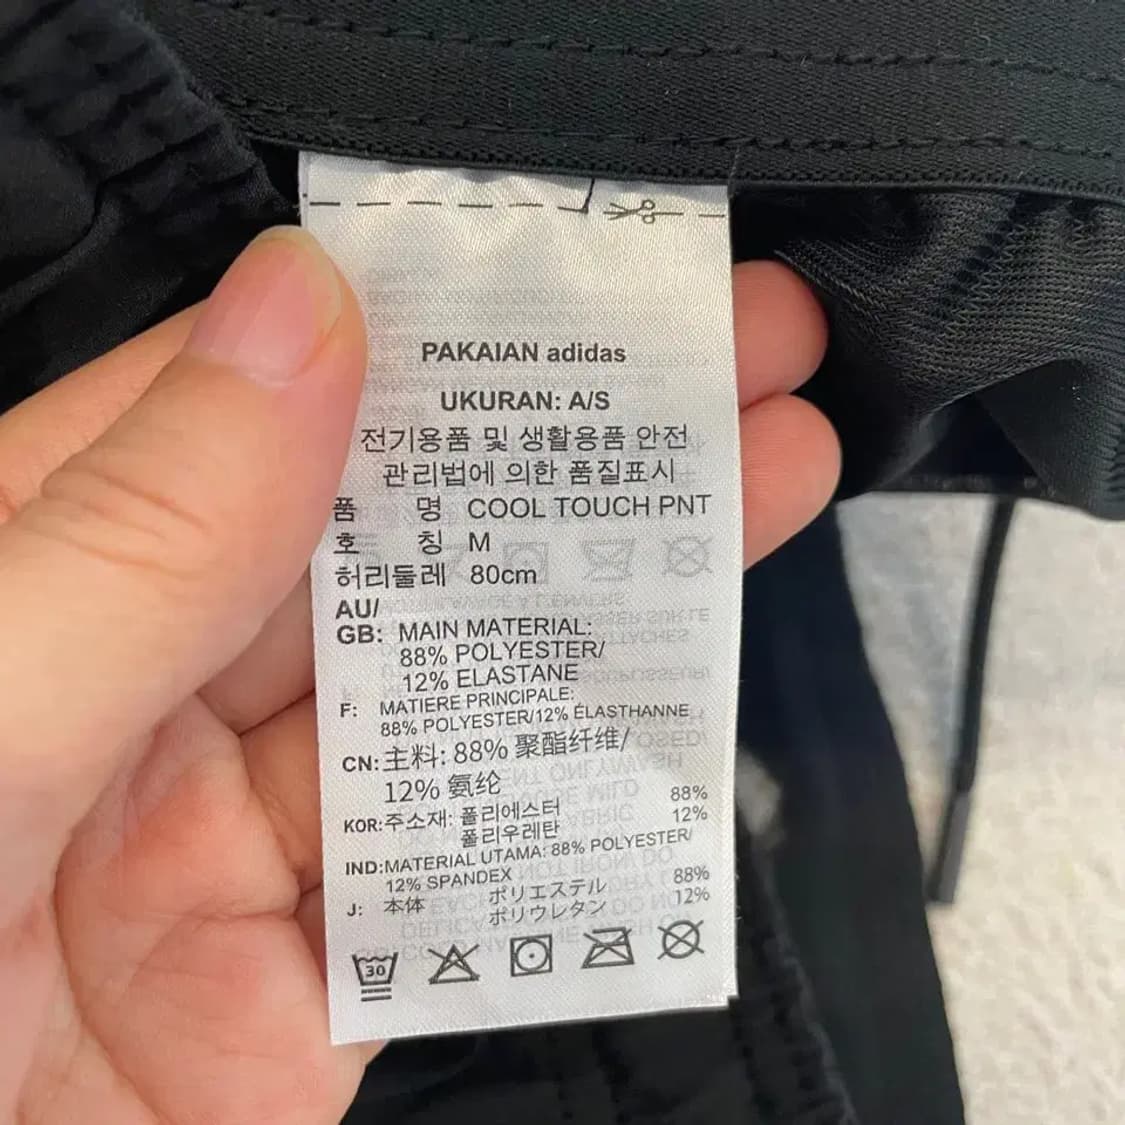 PAKAIAN adidas
UKURAN: A/S
전기용품 및 생활용품 안전
관리법에 의한 품질표시
품 명 COOL TOUCH PNT
호 칭 M
허리둘레 80cm
AU/
GB: MAIN MATERIAL:
88% POLYESTER/
12% ELASTANE
F: MATIERE PRINCIPALE:
88% POLYESTER/12% ÉLASTHANNE
CN: 主料: 88% 聚酯纤维/
12% 氨纶
KOR: 주소재: 폴리에스터 88%
폴리우레탄 12%
IND: MATERIAL UTAMA: 88% POLYESTER/
12% SPANDEX
J: 本体 ポリエステル 88%
ポリウレタン 12%
30